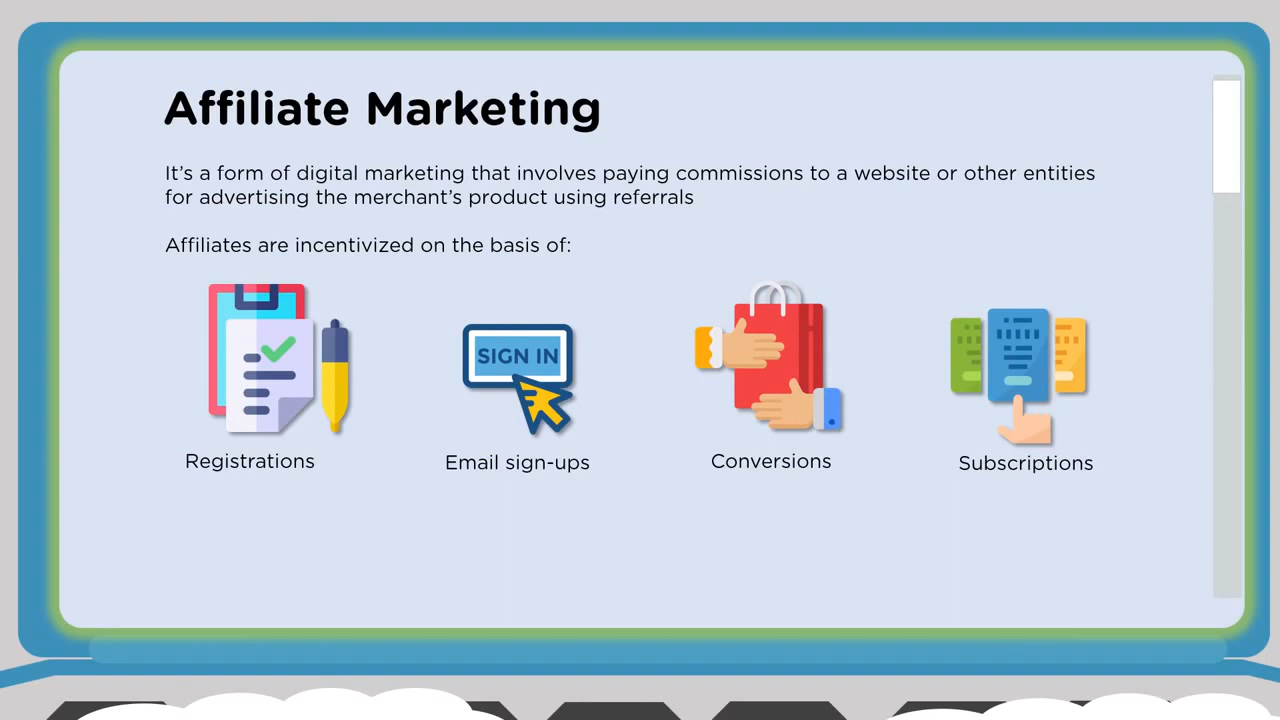 Affiliate Marketing
It’s a form of digital marketing that involves paying commissions to a website or other entities
for advertising the merchant’s product using referrals
Affiliates are incentivized on the basis of:
SIGN IN
Registrations
Email sign-ups
Conversions
Subscriptions